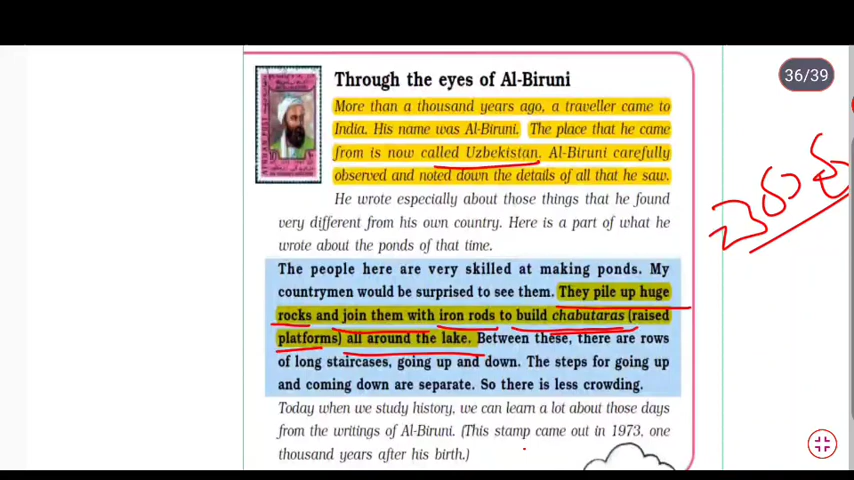 36/39
Through the eyes of Al-Biruni
More than a thousand years ago, a traveller came to
India. His name was Al-Biruni. The place that he came
from is now called Uzbekistan. Al-Biruni carefully
observed and noted down the details of all that he saw.
He wrote especially about those things that he found
very different from his own country. Here is a part of what
he wrote about the ponds of that time.
The people here are very skilled at making ponds. My
countrymen would be surprised to see them. They pile up huge
rocks and join them with iron rods to build chabutaras (raised
platforms) all around the lake. Between these, there are rows
of long staircases, going up and down. The steps for going up
and coming down are separate. So there is less crowding.
Today when we study history, we can learn a lot about those days
from the writings of Al-Biruni. (This stamp came out in 1973, one
thousand years after his birth.)